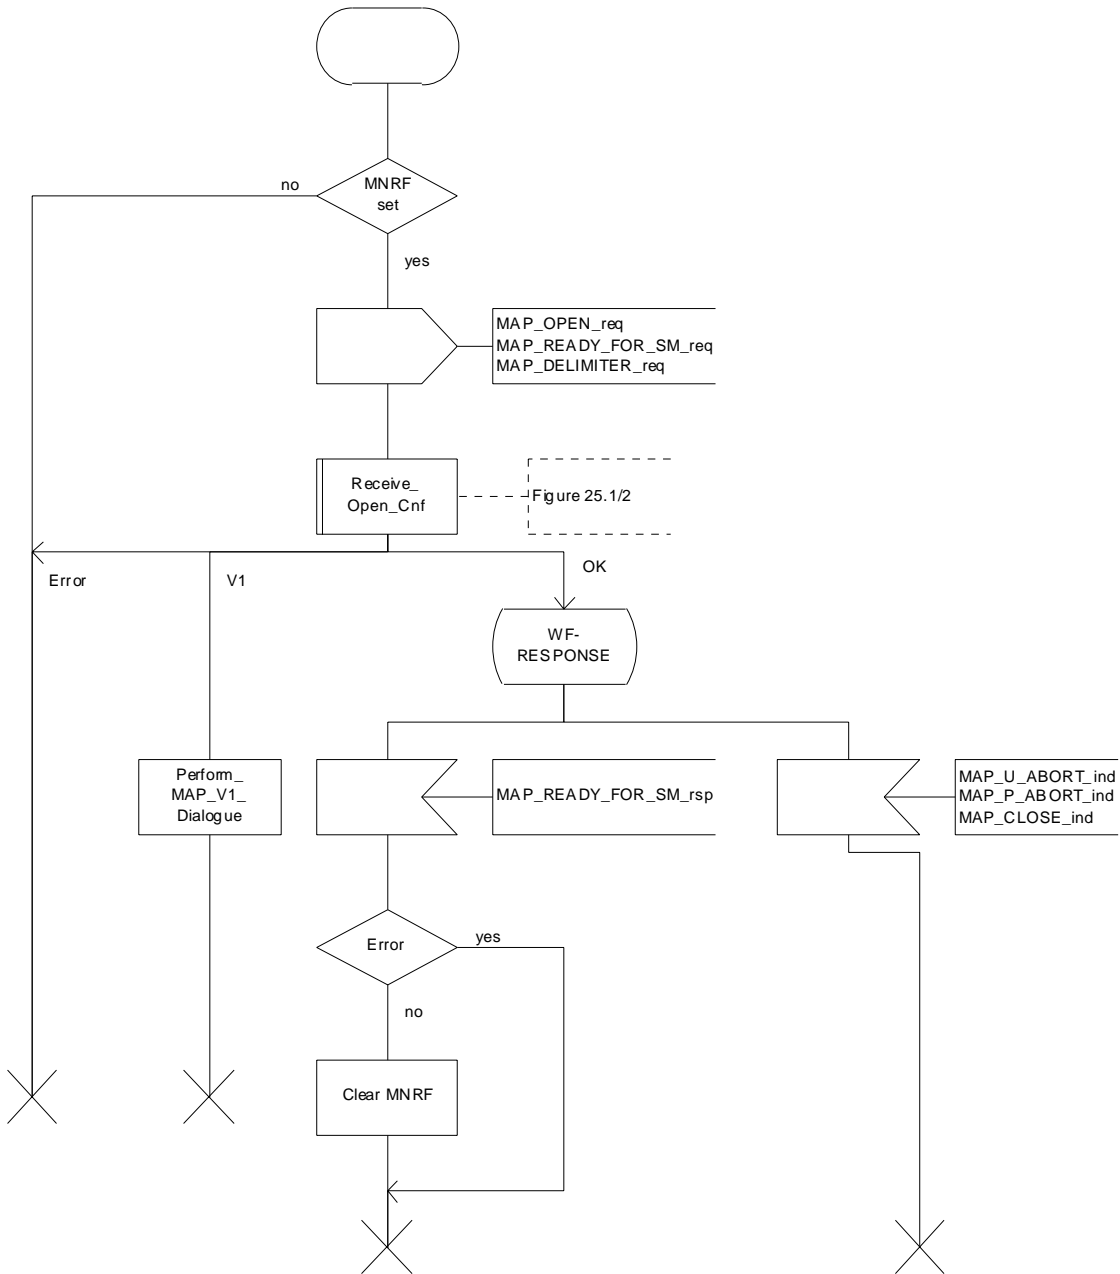 no
MNRF
set
yes
MAP_OPEN_req
MAP_READY_FOR_SM_req
MAP_DELIMITER_req
Receive_
Open_Cnf
Figure 25.1/2
Error
V1
OK
WF-
RESPONSE
Perform_
MAP_V1_
Dialogue
MAP_READY_FOR_SM_rsp
MAP_U_ABORT_ind
MAP_P_ABORT_ind
MAP_CLOSE_ind
Error
yes
no
Clear MNRF